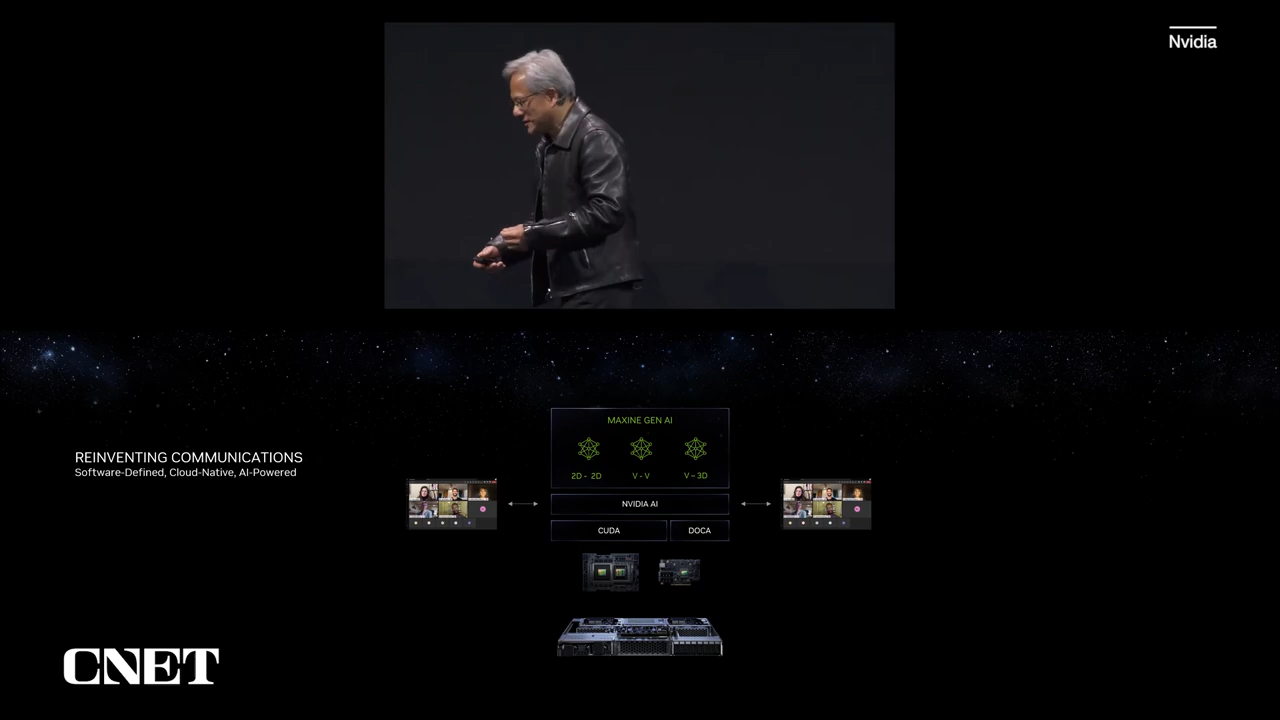 Nvidia
MAXINE GEN AI
2D - 2D
V - V
V – 3D
REINVENTING COMMUNICATIONS
Software-Defined, Cloud-Native, AI-Powered
NVIDIA AI
CUDA
DOCA
CNET